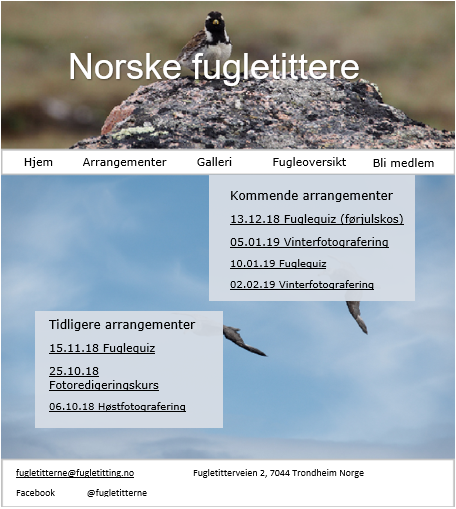 Norske fugletittere
Hjem Arrangementer Galleri Fugleoversikt Bli medlem
Kommende arrangementer
13.12.18 Fuglequiz (førjulskos)
05.01.19 Vinterfotografering
10.01.19 Fuglequiz
02.02.19 Vinterfotografering
Tidligere arrangementer
15.11.18 Fuglequiz
25.10.18
Fotoredigeringskurs
06.10.18 Høstfotografering
fugletitterne@fugletitting.no Fugletitterveien 2, 7044 Trondheim Norge
Facebook @fugletitterne